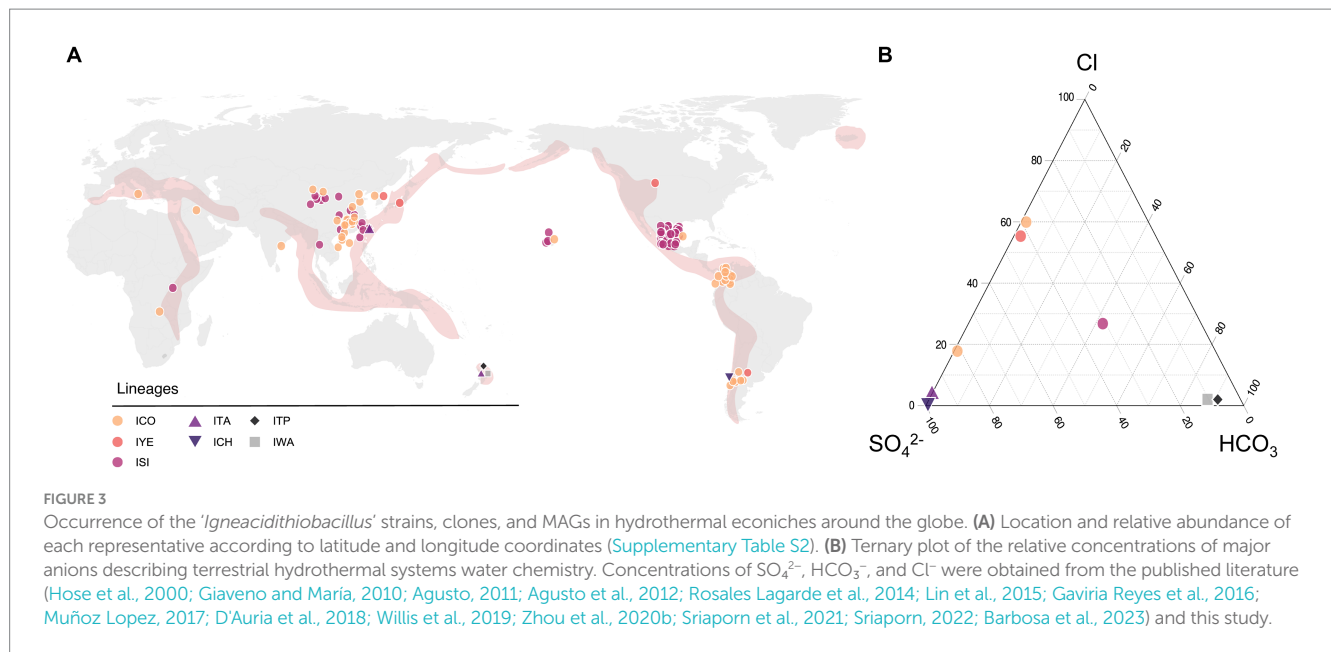 A
B
Cl
100
0
80
20
60
40
40
60
20
80
0
100
100
80
60
40
20
0
SO₄²⁻
HCO₃
Lineages
ICO
ITA
ITP
IYE
ICH
IWA
ISI
FIGURE 3
Occurrence of the ‘Igneacidithiobacillus’ strains, clones, and MAGs in hydrothermal econiches around the globe. (A) Location and relative abundance of
each representative according to latitude and longitude coordinates (Supplementary Table S2). (B) Ternary plot of the relative concentrations of major
anions describing terrestrial hydrothermal systems water chemistry. Concentrations of SO₄²⁻, HCO₃⁻, and Cl⁻ were obtained from the published literature
(Hose et al., 2000; Giaveno and María, 2010; Agusto, 2011; Agusto et al., 2012; Rosales Lagarde et al., 2014; Lin et al., 2015; Gaviria Reyes et al., 2016;
Muñoz Lopez, 2017; D'Auria et al., 2018; Willis et al., 2019; Zhou et al., 2020b; Sriaporn et al., 2021; Sriaporn, 2022; Barbosa et al., 2023) and this study.